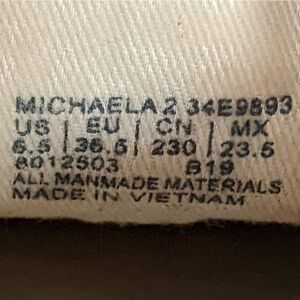 MICHAELA 2 34E9893
US | EU | CN | MX
6.5 | 36.5 | 230 | 23.5
8012503 B19
ALL MANMADE MATERIALS
MADE IN VIETNAM